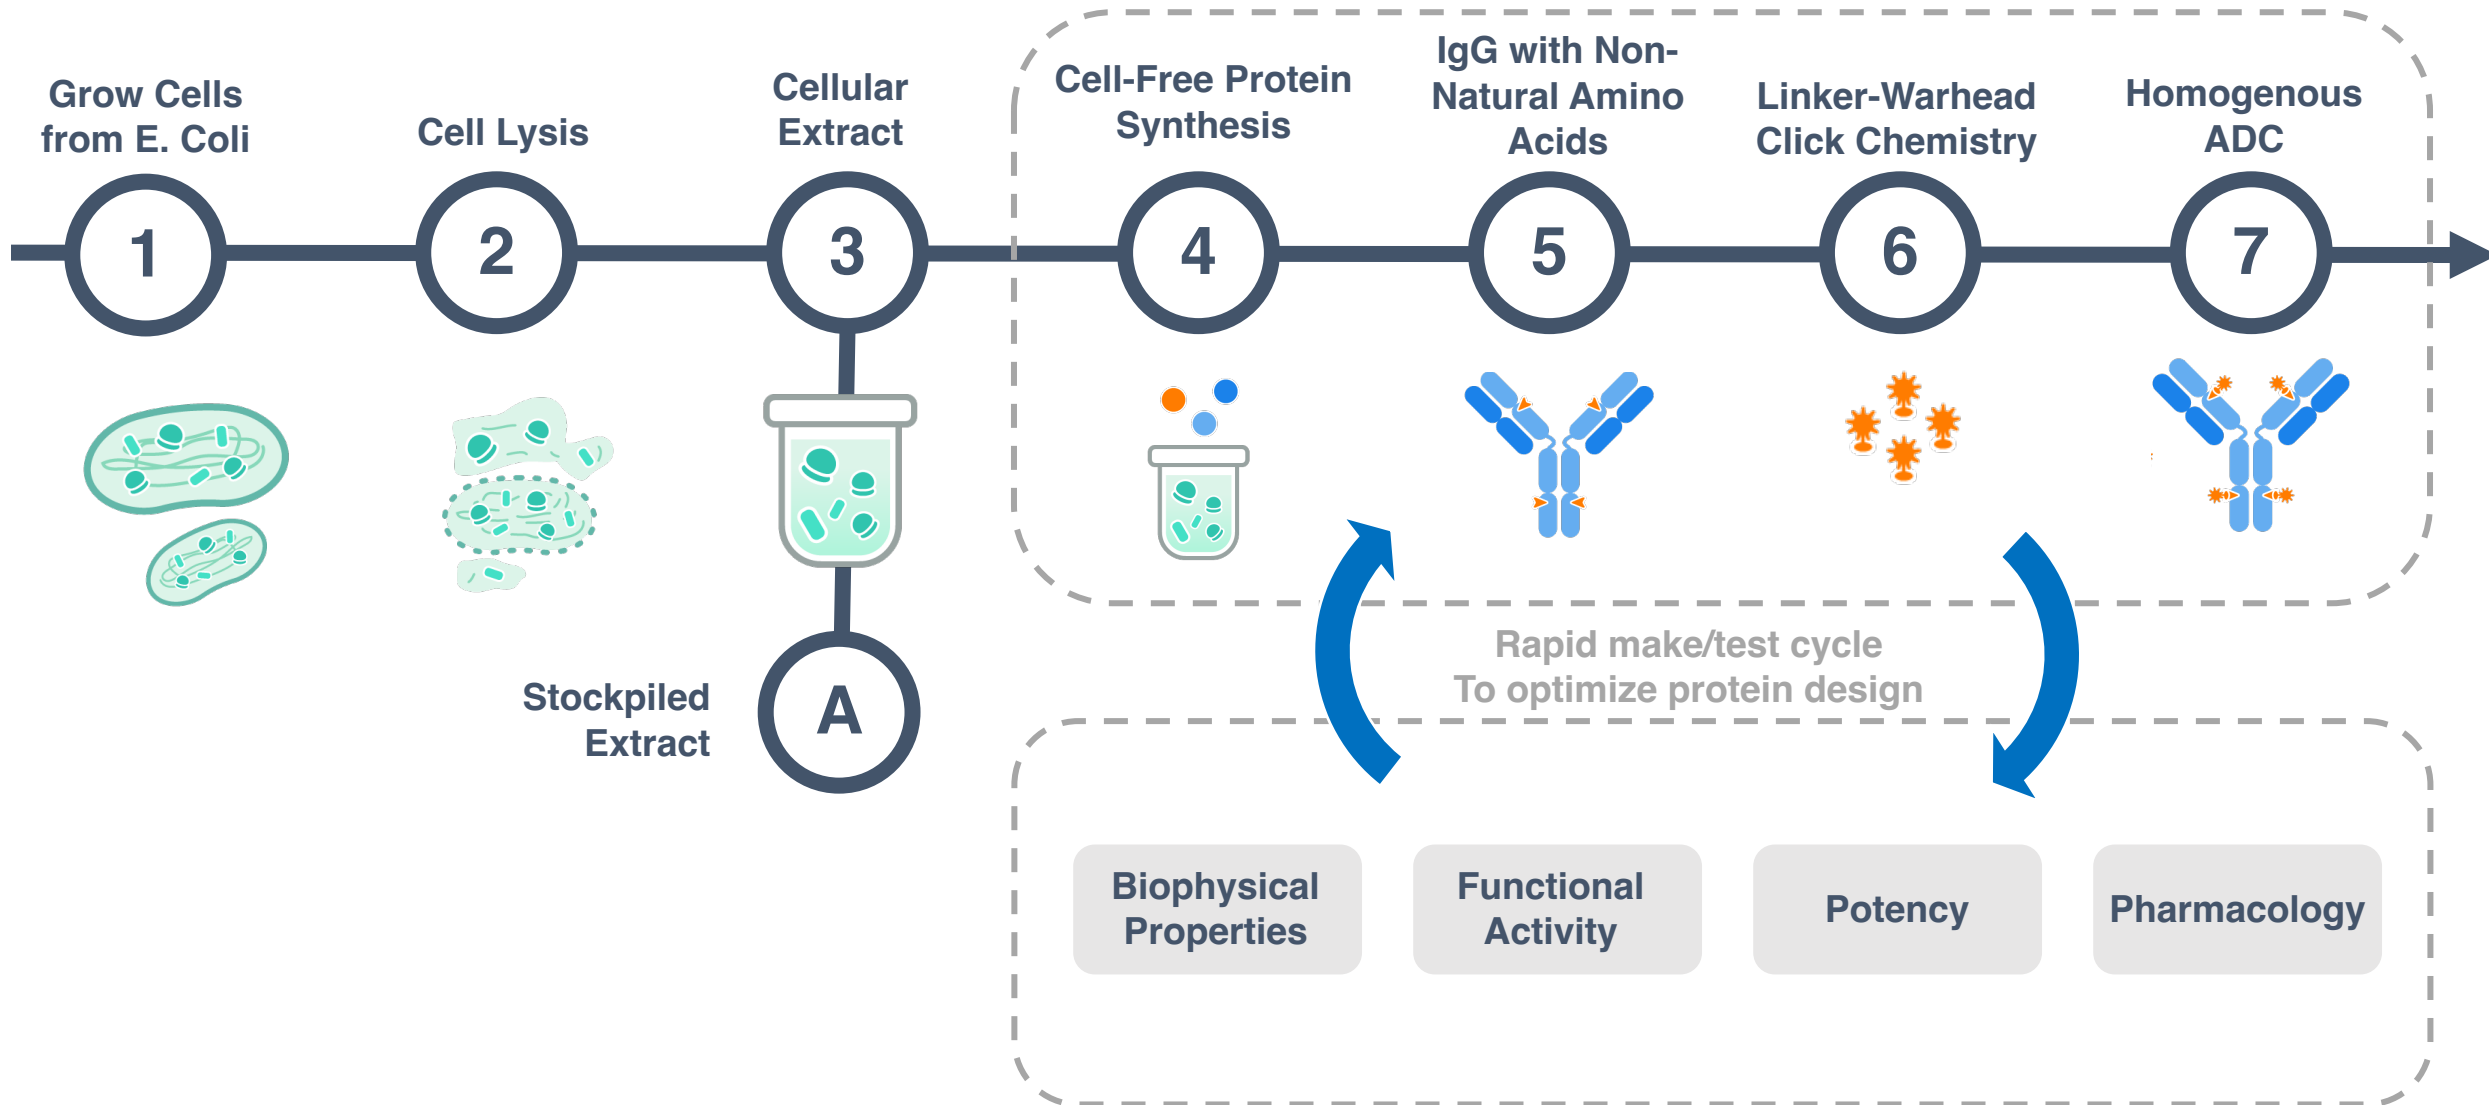 Grow Cells
from E. Coli
1
Cell Lysis
2
Cellular
Extract
3
Cell-Free Protein
Synthesis
4
IgG with Non-
Natural Amino
Acids
5
Linker-Warhead
Click Chemistry
6
Homogenous
ADC
7
Stockpiled
Extract
A
Rapid make/test cycle
To optimize protein design
Biophysical
Properties
Functional
Activity
Potency
Pharmacology